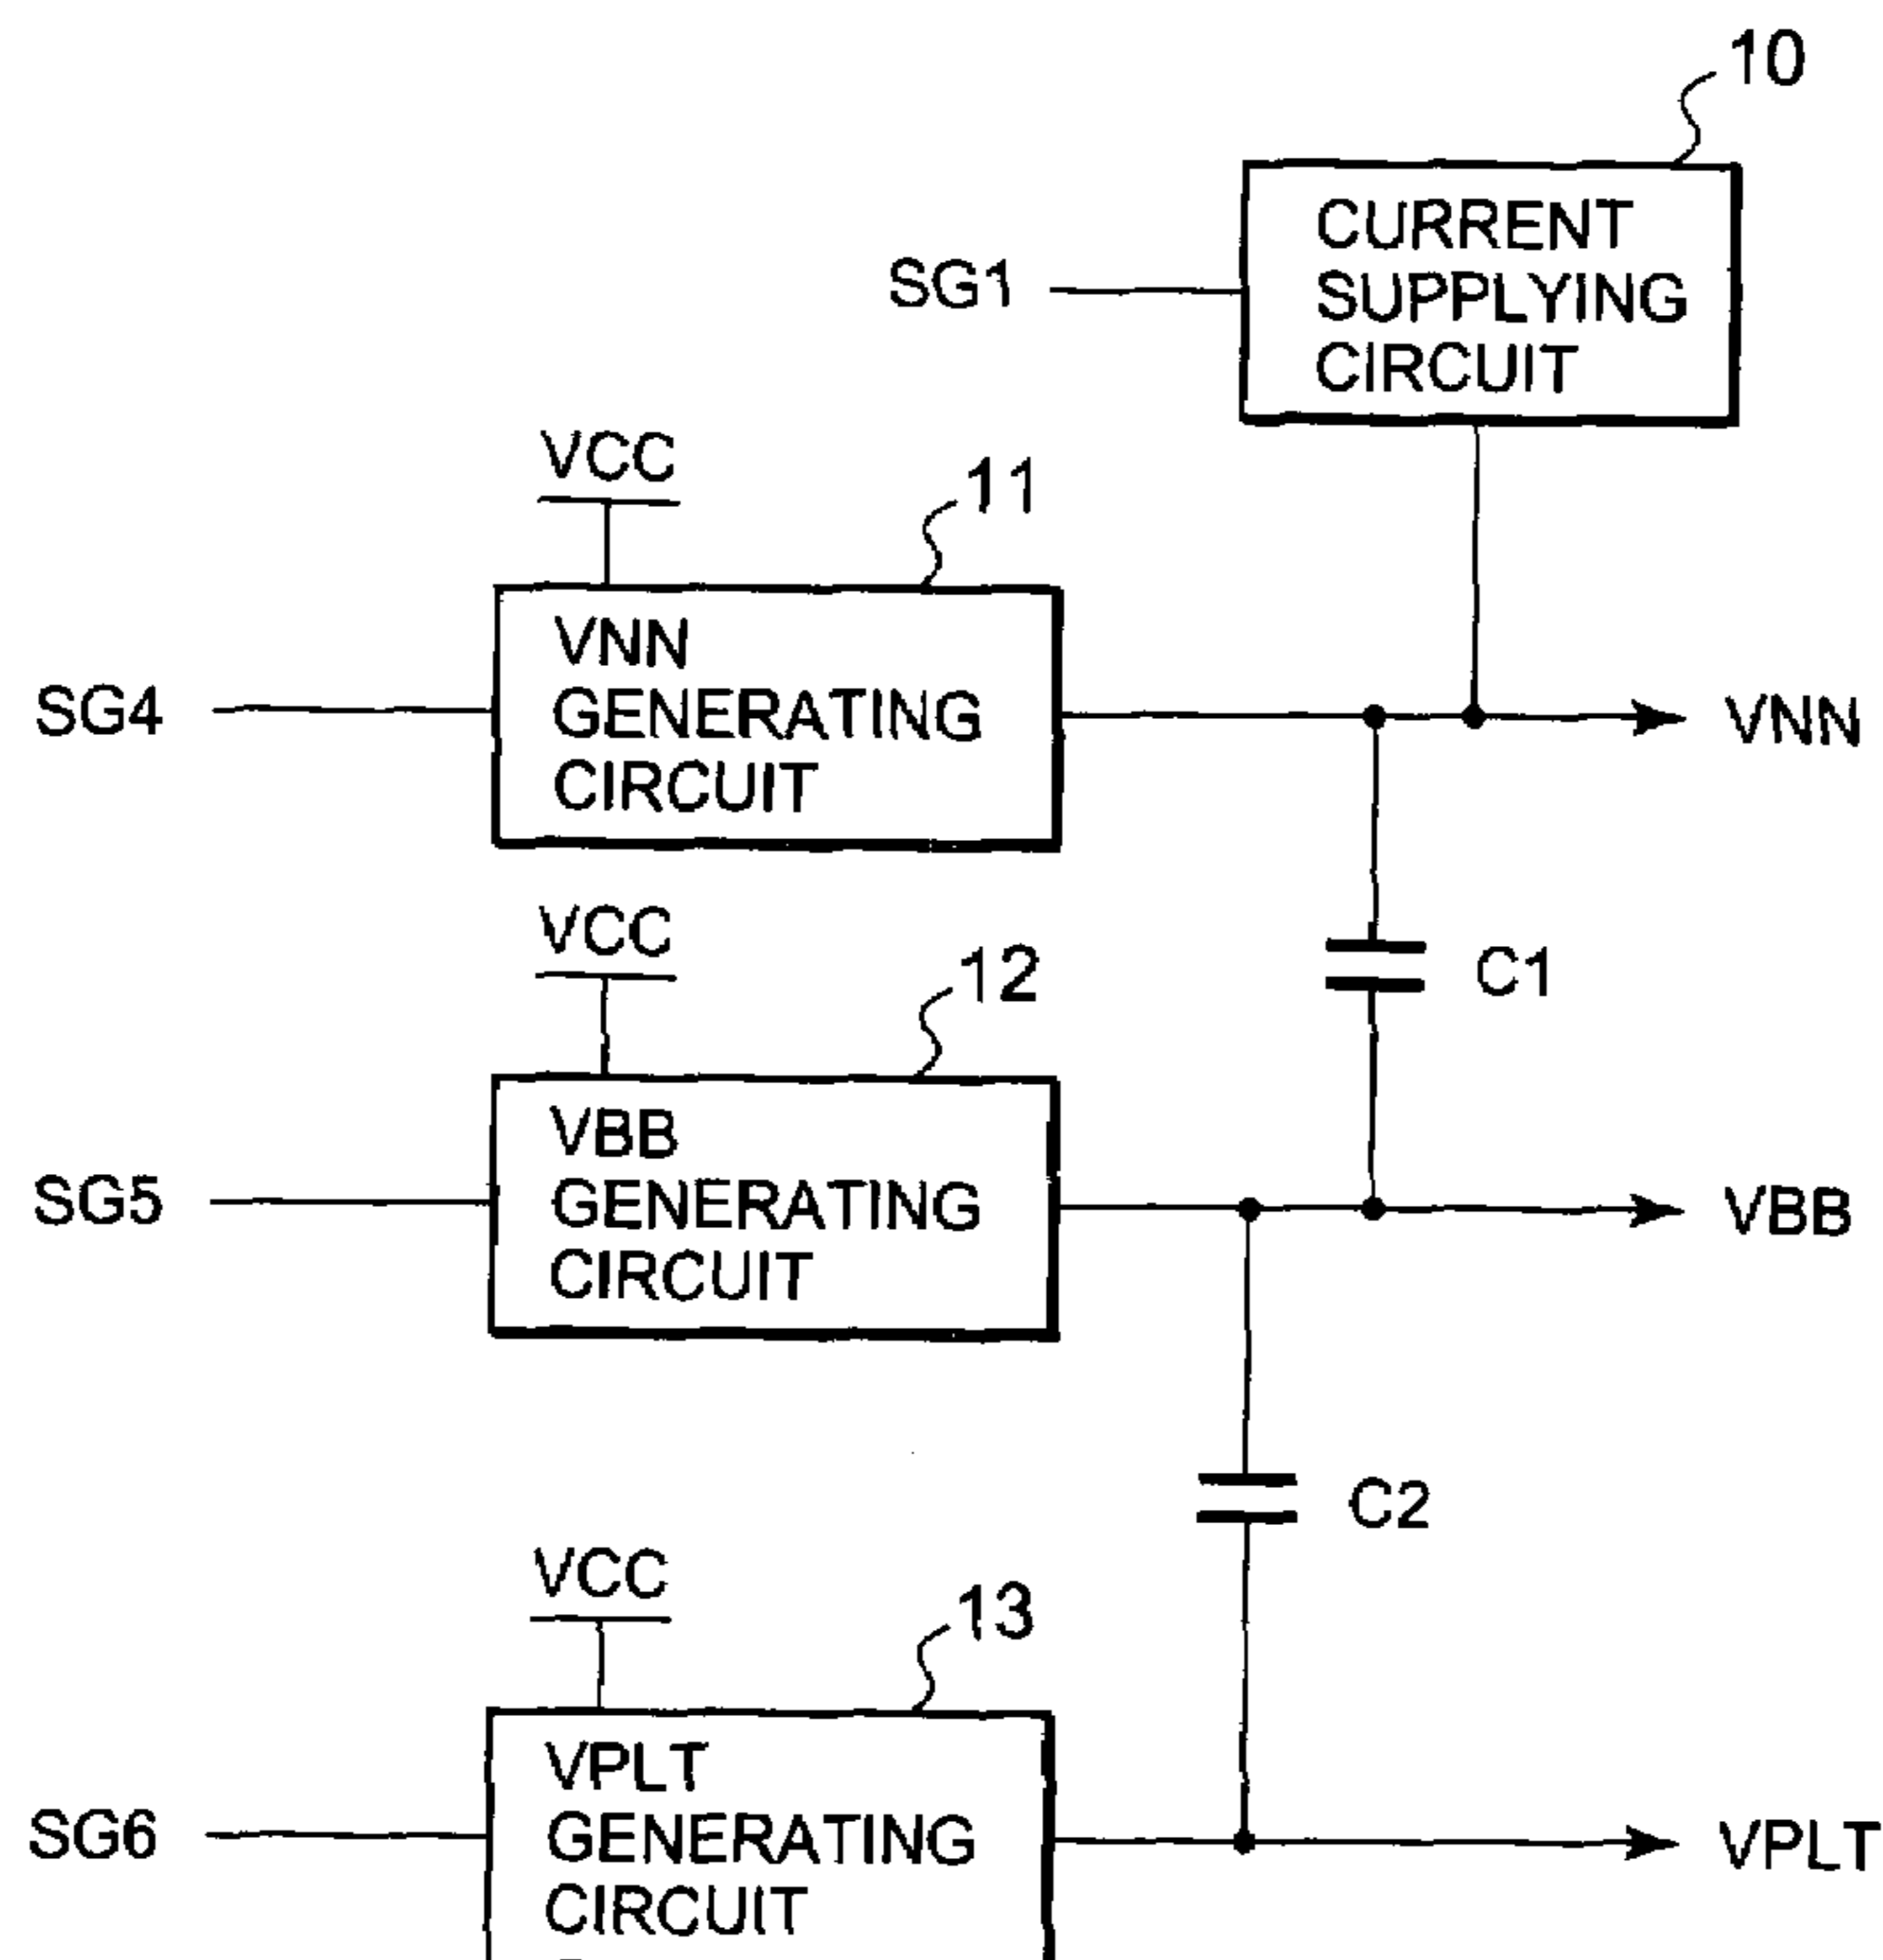 10
CURRENT
SUPPLYING
CIRCUIT
SG1
VCC
11
VNN
GENERATING
CIRCUIT
SG4
VNN
VCC
12
C1
VBB
GENERATING
CIRCUIT
SG5
VBB
C2
VCC
13
VPLT
GENERATING
CIRCUIT
SG6
VPLT